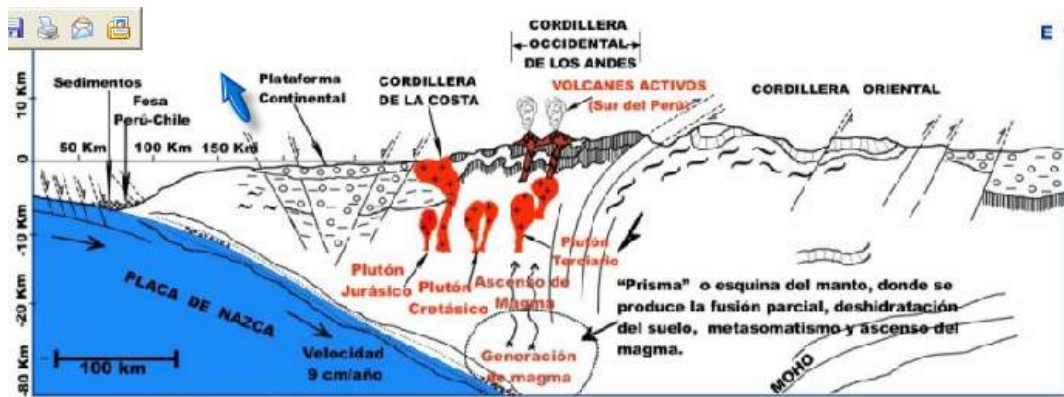 CORDILLERA
OCCIDENTAL
DE LOS ANDES
E
Sedimentos
Fosa
Perú-Chile
Plataforma
Continental
CORDILLERA
DE LA COSTA
VOLCANES ACTIVOS
(Sur del Perú)
CORDILLERA ORIENTAL
50 Km
100 Km
150 Km
10 Km
0
-10 Km
-20 Km
-80 Km
PLACA DE NAZCA
Velocidad
9 cm/año
100 km
Plutón
Jurásico
Plutón
Cretásico
Ascenso de
Magma
Plutón
Terciario
Generación
de magma
“Prisma” o esquina del manto, donde se
produce la fusión parcial, deshidratación
del suelo, metasomatismo y ascenso del
magma.
MOHO